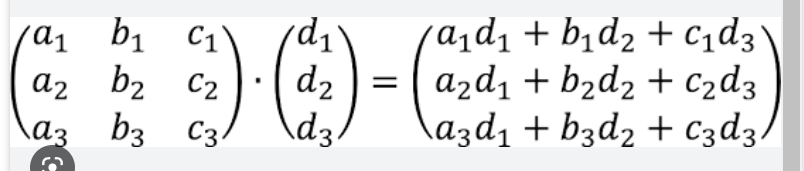 (a₁ b₁ c₁) (d₁) (a₁d₁ + b₁d₂ + c₁d₃)
(a₂ b₂ c₂) · (d₂) = (a₂d₁ + b₂d₂ + c₂d₃)
(a₃ b₃ c₃) (d₃) (a₃d₁ + b₃d₂ + c₃d₃)